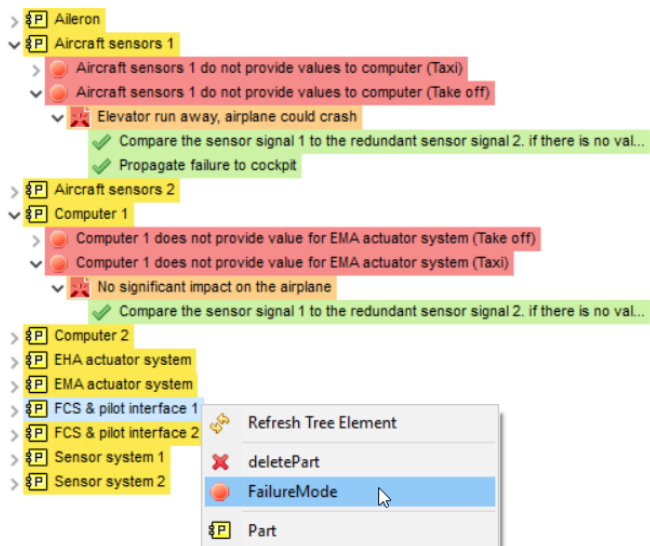 Aileron
Aircraft sensors 1
Aircraft sensors 1 do not provide values to computer (Taxi)
Aircraft sensors 1 do not provide values to computer (Take off)
Elevator run away, airplane could crash
Compare the sensor signal 1 to the redundant sensor signal 2. if there is no val...
Propagate failure to cockpit
Aircraft sensors 2
Computer 1
Computer 1 does not provide value for EMA actuator system (Take off)
Computer 1 does not provide value for EMA actuator system (Taxi)
No significant impact on the airplane
Compare the sensor signal 1 to the redundant sensor signal 2. if there is no val...
Computer 2
EHA actuator system
EMA actuator system
FCS & pilot interface 1
FCS & pilot interface 2
Sensor system 1
Sensor system 2
Refresh Tree Element
deletePart
FailureMode
Part